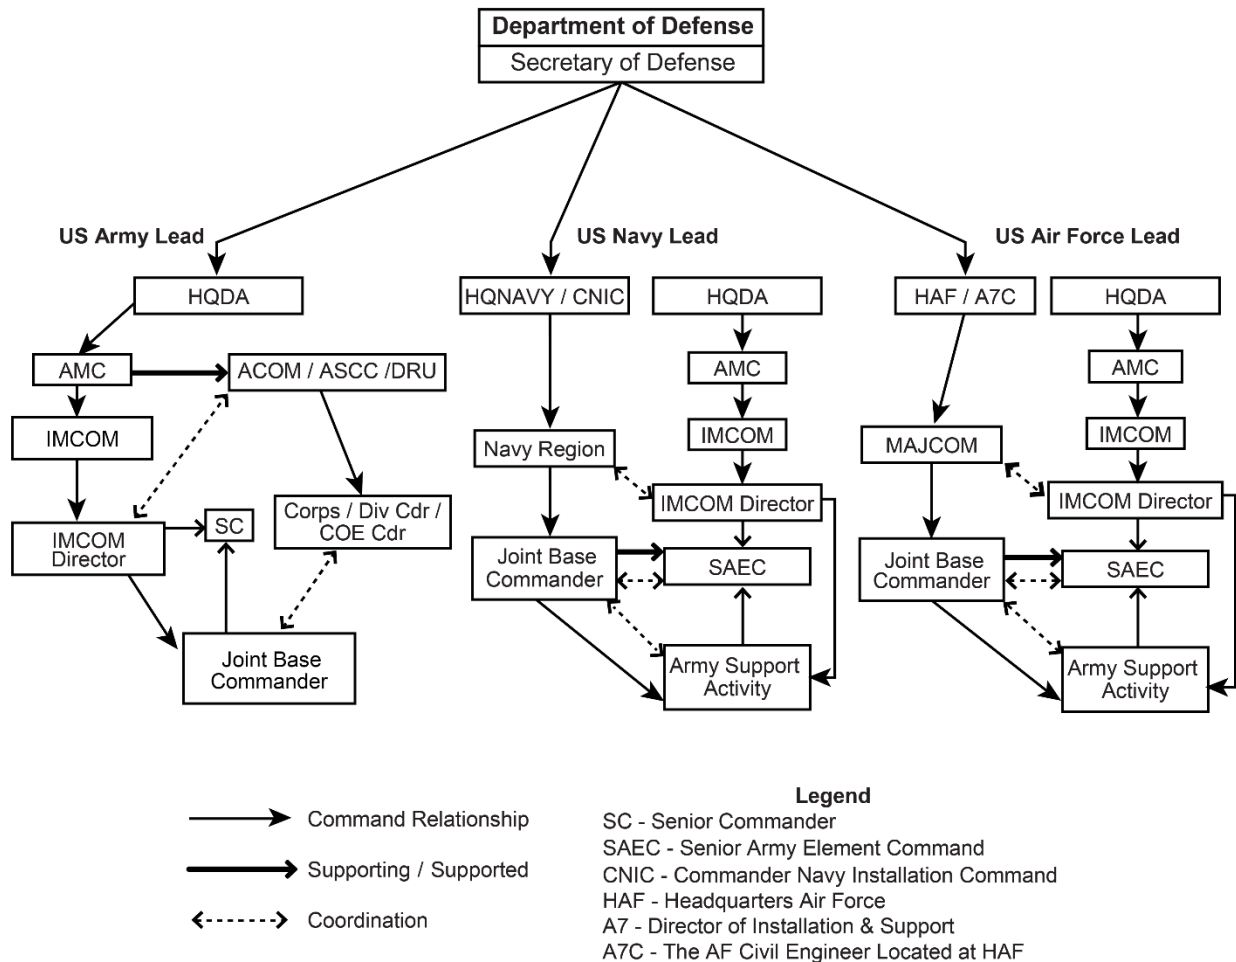 Department of Defense
Secretary of Defense
US Army Lead
US Navy Lead
US Air Force Lead
HQDA
HQNAVY / CNIC
HQDA
HAF / A7C
HQDA
AMC
ACOM / ASCC /DRU
AMC
AMC
IMCOM
Navy Region
IMCOM
MAJCOM
IMCOM
IMCOM
Director
SC
Corps / Div Cdr /
COE Cdr
IMCOM Director
IMCOM Director
Joint Base
Commander
SAEC
Joint Base
Commander
SAEC
Joint Base
Commander
Army Support
Activity
Army Support
Activity
Command Relationship
Supporting / Supported
Coordination
Legend
SC - Senior Commander
SAEC - Senior Army Element Command
CNIC - Commander Navy Installation Command
HAF - Headquarters Air Force
A7 - Director of Installation & Support
A7C - The AF Civil Engineer Located at HAF